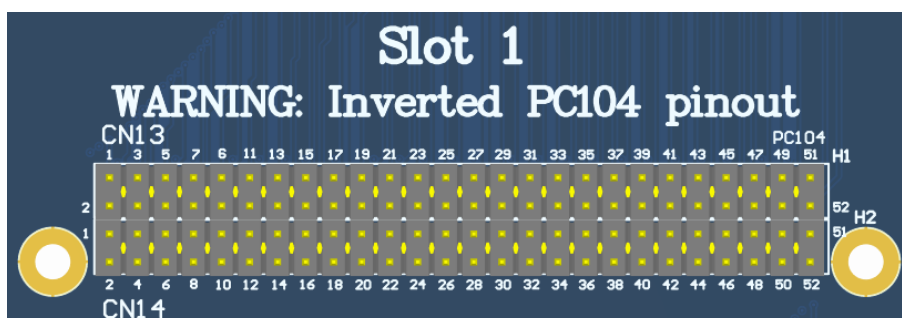 Slot 1
WARNING: Inverted PC104 pinout
CN13 PC104
1 3 5 7 6 11 13 15 17 19 21 23 25 27 29 31 33 35 37 39 41 43 45 47 49 51 H1
2 52
1 51 H2
2 4 6 8 10 12 14 16 18 20 22 24 26 28 30 32 34 36 38 40 42 44 46 48 50 52
CN14